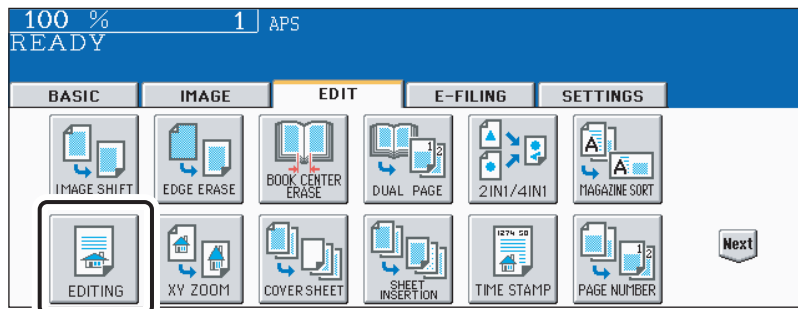 100 % 1 APS
READY
BASIC IMAGE EDIT E-FILING SETTINGS
IMAGE SHIFT EDGE ERASE BOOK CENTER ERASE DUAL PAGE 2IN1/4IN1 MAGAZINE SORT
EDITING XY ZOOM COVER SHEET SHEET INSERTION TIME STAMP PAGE NUMBER Next